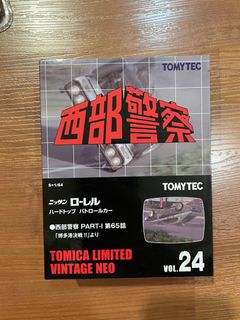 TOMYTEC
西部警察
S=1/64
TOMYTEC
ニッサン ローレル
ハードトップ パトロールカー
●西部警察 PART-I 第65話
「博多港決戦!!」より
TOMICA LIMITED
VINTAGE NEO
VOL.24